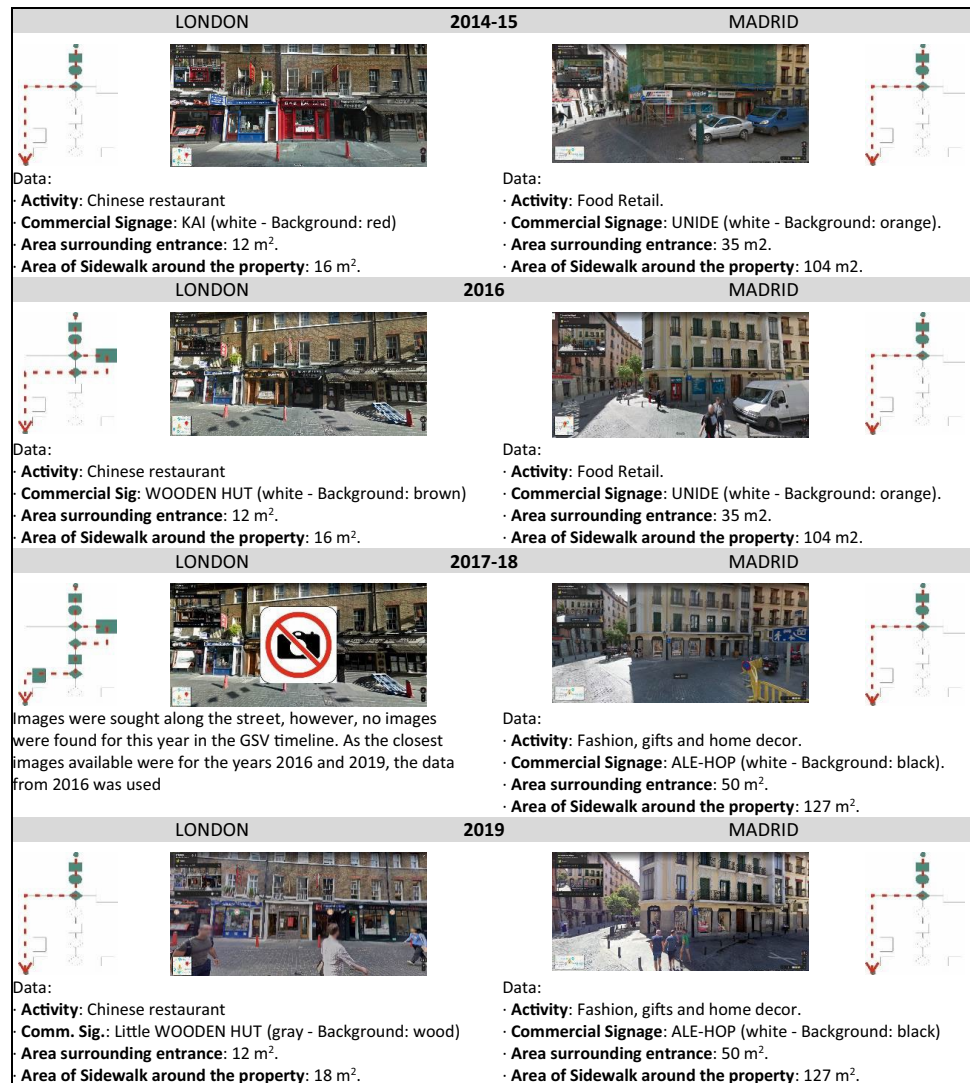 LONDON 2014-15 MADRID
Data:
· Activity: Chinese restaurant
· Commercial Signage: KAI (white - Background: red)
· Area surrounding entrance: 12 m².
· Area of Sidewalk around the property: 16 m².
Data:
· Activity: Food Retail.
· Commercial Signage: UNIDE (white - Background: orange).
· Area surrounding entrance: 35 m2.
· Area of Sidewalk around the property: 104 m2.
LONDON 2016 MADRID
Data:
· Activity: Chinese restaurant
· Commercial Sig: WOODEN HUT (white - Background: brown)
· Area surrounding entrance: 12 m².
· Area of Sidewalk around the property: 16 m².
Data:
· Activity: Food Retail.
· Commercial Signage: UNIDE (white - Background: orange).
· Area surrounding entrance: 35 m2.
· Area of Sidewalk around the property: 104 m2.
LONDON 2017-18 MADRID
Images were sought along the street, however, no images
were found for this year in the GSV timeline. As the closest
images available were for the years 2016 and 2019, the data
from 2016 was used
Data:
· Activity: Fashion, gifts and home decor.
· Commercial Signage: ALE-HOP (white - Background: black).
· Area surrounding entrance: 50 m².
· Area of Sidewalk around the property: 127 m².
LONDON 2019 MADRID
Data:
· Activity: Chinese restaurant
· Comm. Sig.: Little WOODEN HUT (gray - Background: wood)
· Area surrounding entrance: 12 m².
· Area of Sidewalk around the property: 18 m².
Data:
· Activity: Fashion, gifts and home decor.
· Commercial Signage: ALE-HOP (white - Background: black)
· Area surrounding entrance: 50 m².
· Area of Sidewalk around the property: 127 m².